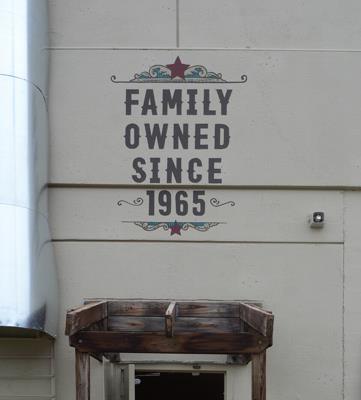 FAMILY
OWNED
SINCE
1965